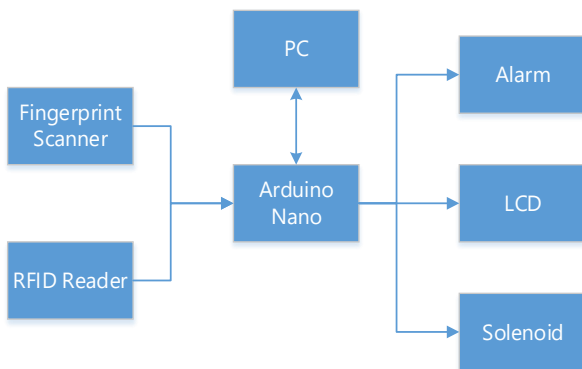 PC
Alarm
Fingerprint
Scanner
Arduino
Nano
LCD
RFID Reader
Solenoid